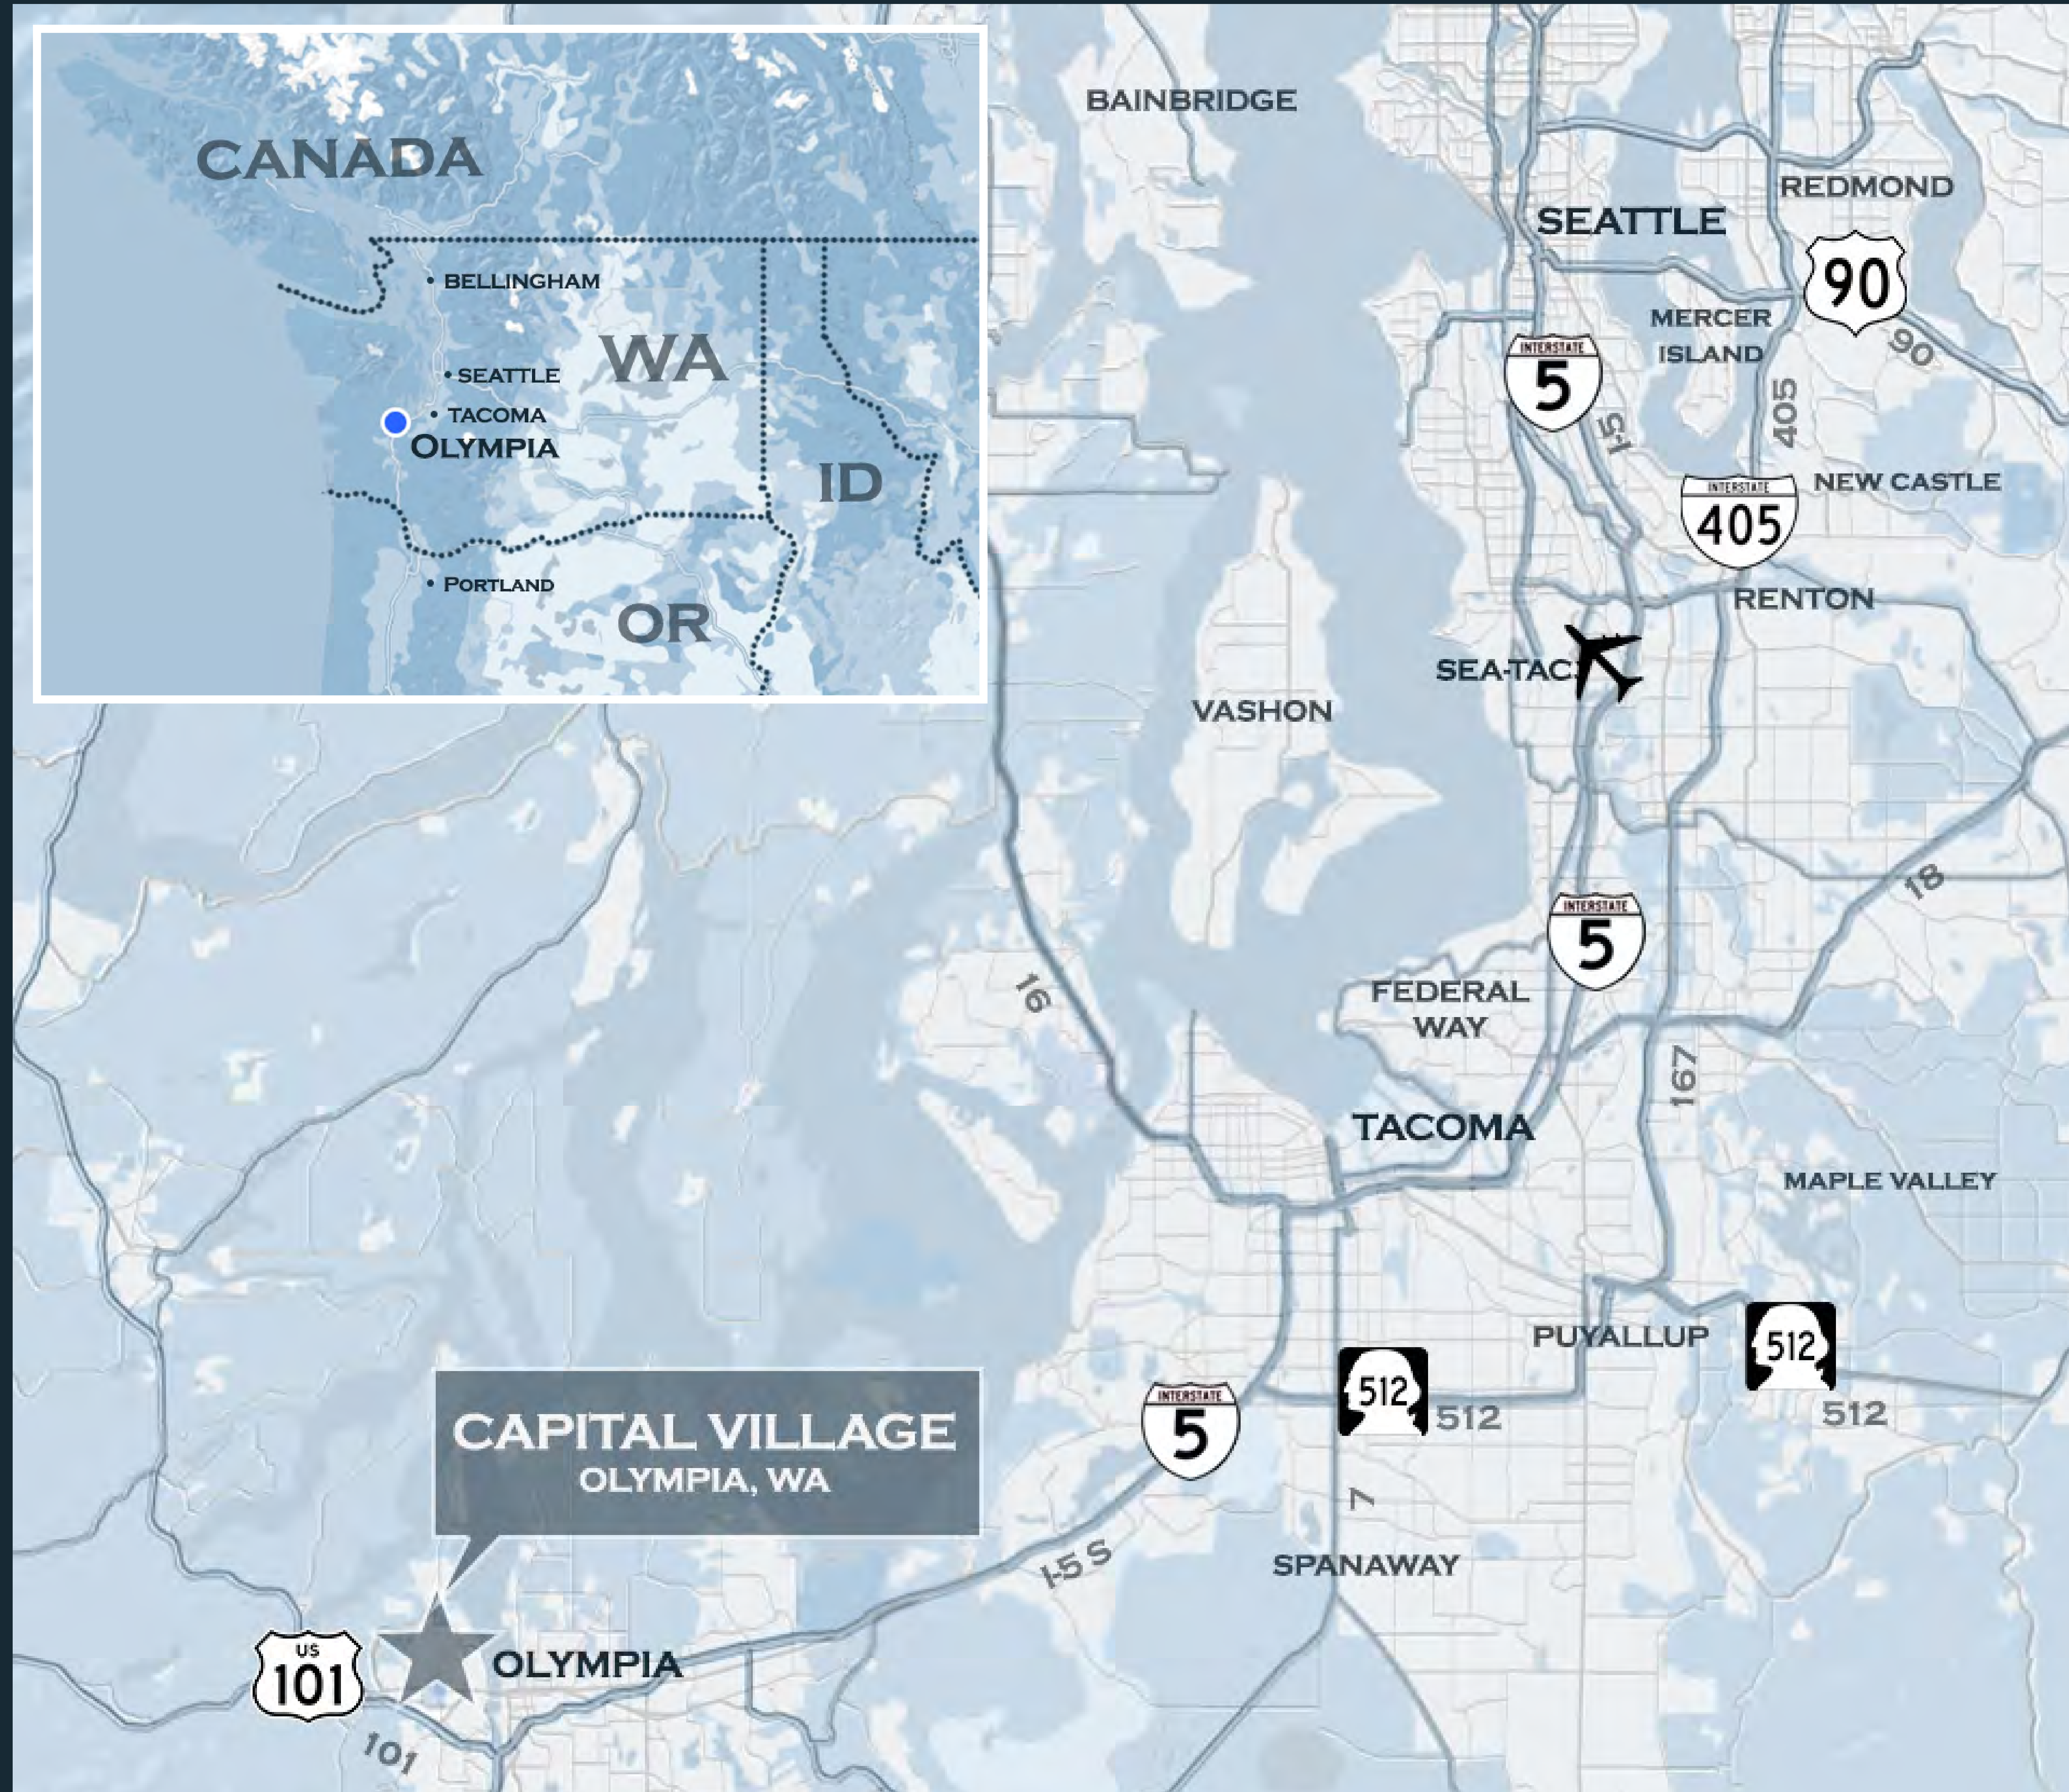 CANADA
BELLINGHAM
WA
SEATTLE
TACOMA
OLYMPIA
ID
PORTLAND
OR
BAINBRIDGE
REDMOND
SEATTLE
90
MERCER
ISLAND
90
INTERSTATE
5
I-5
405
NEW CASTLE
INTERSTATE
405
RENTON
SEA-TAC
VASHON
18
INTERSTATE
5
16
FEDERAL
WAY
167
TACOMA
MAPLE VALLEY
PUYALLUP
512
512
INTERSTATE
5
512
512
CAPITAL VILLAGE
OLYMPIA, WA
7
I-5 S
SPANAWAY
US
101
OLYMPIA
101